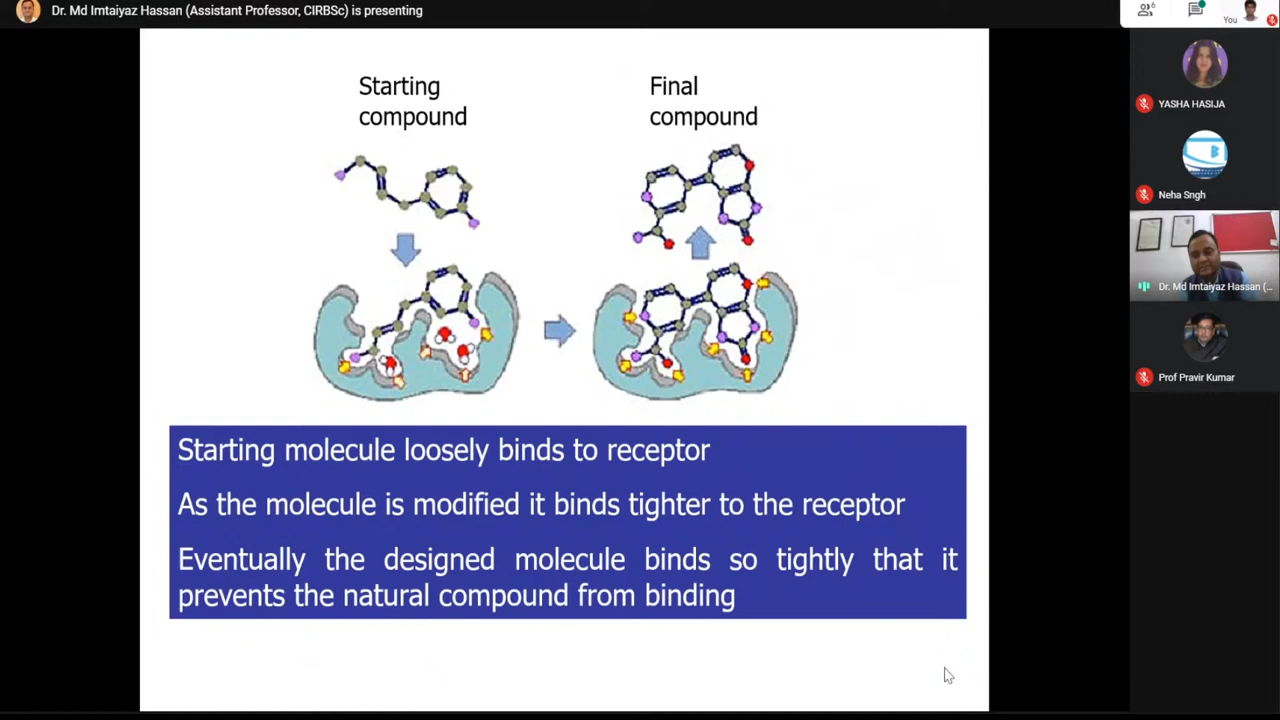 Dr. Md Imtaiyaz Hassan (Assistant Professor, CIRBSc) is presenting
6
You
Starting
compound
Final
compound
YASHA HASIJA
Neha Sngh
Dr. Md Imtaiyaz Hassan (...
Prof Pravir Kumar
Starting molecule loosely binds to receptor
As the molecule is modified it binds tighter to the receptor
Eventually the designed molecule binds so tightly that it
prevents the natural compound from binding